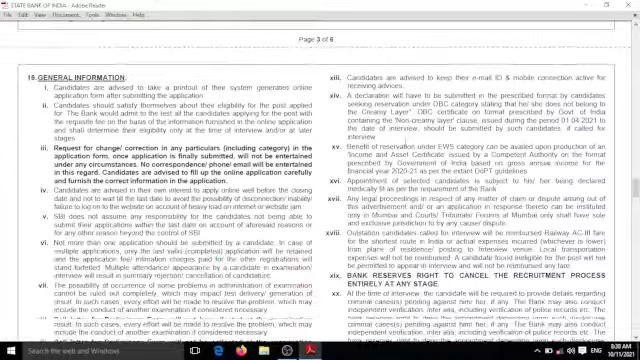 STATE BANK OF INDIA - Adobe Reader
File Edit View Document Tools Window Help
Page 3 of 6
18. GENERAL INFORMATION:
i. Candidates are advised to take a printout of their system generated online
application form after submitting the application
ii. Candidates should satisfy themselves about their eligibility for the post applied
for. The Bank would admit to the test all the candidates applying for the post with
the requisite fee on the basis of the information furnished in the online application
and shall determine their eligibility only at the time of interview and/or at later
stages
iii. Request for change/ correction in any particulars (including category) in the
application form, once application is finally submitted, will not be entertained
under any circumstances. No correspondence/ phone/ email will be entertained
in this regard. Candidates are advised to fill up the online application carefully
and furnish the correct information in the application.
iv. Candidates are advised in their own interest to apply online well before the closing
date and not to wait till the last date to avoid the possibility of disconnection/ inability/
failure to log on to the website on account of heavy load on internet or website jam.
v. SBI does not assume any responsibility for the candidates not being able to
submit their applications within the last date on account of aforesaid reasons or
for any other reason beyond the control of SBI
vi. Not more than one application should be submitted by a candidate. In case of
multiple applications, only the last valid (completed) application will be retained
and the application fee/ intimation charges paid for the other registrations will
stand forfeited. Multiple attendance/ appearance by a candidate in examination/
interview will result in summary rejection/ cancellation of candidature.
vii. The possibility of occurrence of some problems in administration of examination
cannot be ruled out completely, which may impact test delivery/ generation of
result. In such cases, every effort will be made to resolve the problem, which may
include the conduct of another examination if considered necessary
result. In such cases, every effort will be made to resolve the problem, which may
include the conduct of another examination if considered necessary.
xiii. Candidates are advised to keep their e-mail ID & mobile connection active for
receiving advices.
xiv. A declaration will have to be submitted in the prescribed format by candidates
seeking reservation under OBC category stating that he/ she does not belong to
the Creamy Layer. OBC certificate on format prescribed by Govt of India
containing the 'Non-creamy layer' clause, issued during the period 01.04.2021 to
the date of interview, should be submitted by such candidates, if called for
interview
xv. Benefit of reservation under EWS category can be availed upon production of an
'Income and Asset Certificate' issued by a Competent Authority on the format
prescribed by Government of India based on gross annual income for the
financial year 2020-21 as per the extant DoPT guidelines
xvi. Appointment of selected candidates is subject to his/ her being declared
medically fit as per the requirement of the Bank
xvii. Any legal proceedings in respect of any matter of claim or dispute arising out of
this advertisement and/ or an application in response thereto can be instituted
only in Mumbai and Courts/ Tribunals/ Forums at Mumbai only shall have sole
and exclusive jurisdiction to try any cause/ dispute
xviii. Outstation candidates called for interview will be reimbursed Railway AC-III fare
for the shortest route in India or actual expenses incurred (whichever is lower)
from place of residence/ posting to Interview venue. Local transportation
expenses will not be reimbursed. A candidate found ineligible for the post will not
be permitted to appear in interview and will not be reimbursed any fare
xix. BANK RESERVES RIGHT TO CANCEL THE RECRUITMENT PROCESS
ENTIRELY AT ANY STAGE.
xx. At the time of interview, the candidate will be required to provide details regarding
criminal case(s) pending against him/ her, if any. The Bank may also conduct
independent verification, inter alia, including verification of police records etc.
criminal case(s) pending against him/ her, if any. The Bank may also conduct
independent verification, inter alia, including verification of police records etc. The
Search the web and Windows
ENG
8:38 AM